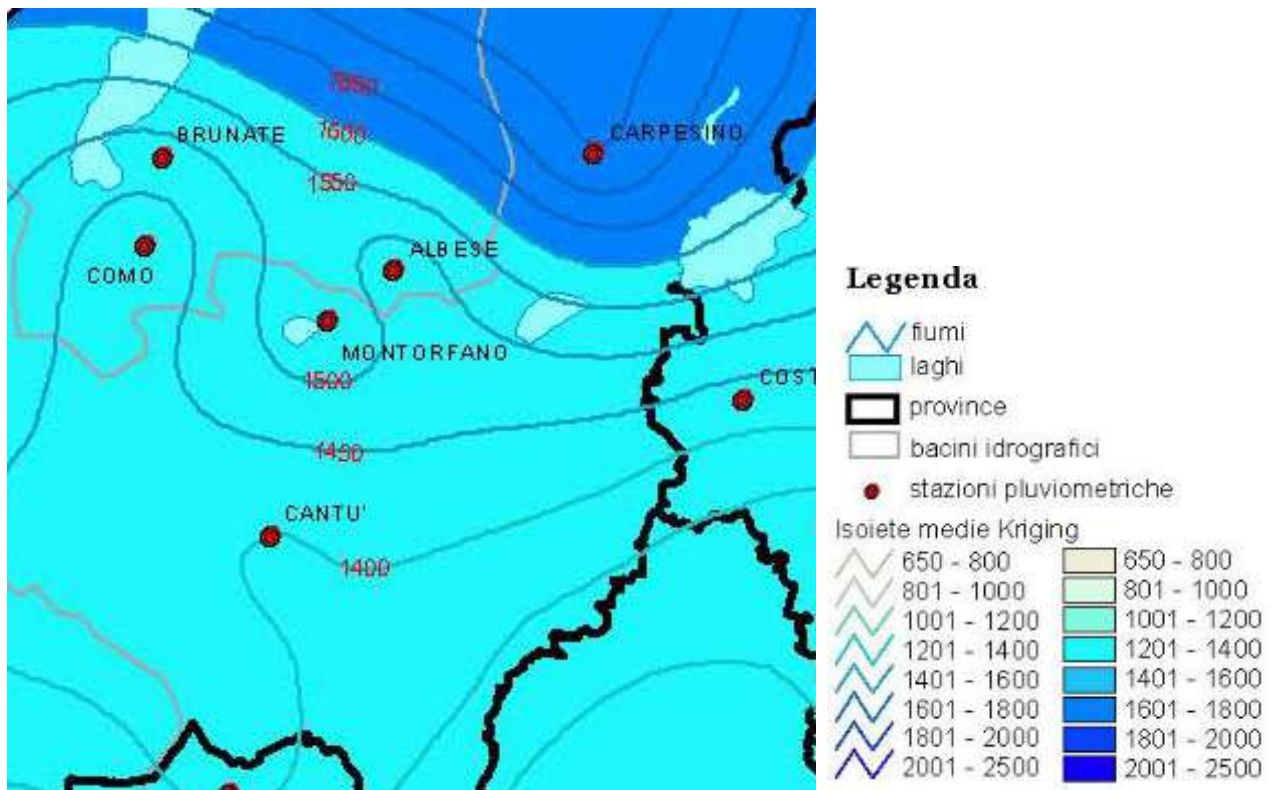 1650
1600
BRUNATE
CARPESINO
1550
ALBESE
COMO
MONTORFANO
1500
COST
1450
CANTU'
1400
Legenda
fiumi
laghi
province
bacini idrografici
stazioni pluviometriche
Isoiete medie Kriging
650 - 800 650 - 800
801 - 1000 801 - 1000
1001 - 1200 1001 - 1200
1201 - 1400 1201 - 1400
1401 - 1600 1401 - 1600
1601 - 1800 1601 - 1800
1801 - 2000 1801 - 2000
2001 - 2500 2001 - 2500